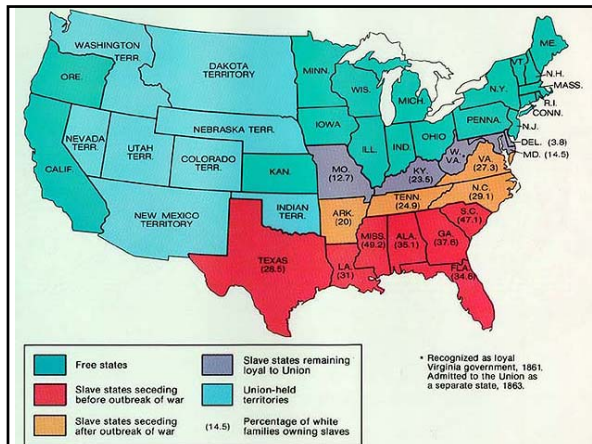 WASHINGTON
TERR.
DAKOTA
TERRITORY
ORE.
NEVADA
TERR.
CALIF.
UTAH
TERR.
COLORADO
TERR.
NEBRASKA TERR.
KAN.
NEW MEXICO
TERRITORY
INDIAN
TERR.
MINN.
WIS.
MICH.
IOWA
ILL.
IND.
OHIO
PENNA.
N.Y.
VT.
ME.
N.H.
MASS.
R.I.
CONN.
N.J.
DEL. (3.8)
MD. (14.5)
W.
VA.
VA.
(27.3)
MO.
(12.7)
KY.
(23.5)
N.C.
(29.1)
TENN.
(24.9)
ARK.
(20)
S.C.
(47.1)
TEXAS
(28.5)
LA.
(31)
MISS.
(49.2)
ALA.
(35.1)
GA.
(37.6)
FLA.
(34.6)
Free states
Slave states seceding
before outbreak of war
Slave states seceding
after outbreak of war
Slave states remaining
loyal to Union
Union-held
territories
(14.5) Percentage of white
families owning slaves
* Recognized as loyal
Virginia government, 1861.
Admitted to the Union as
a separate state, 1863.